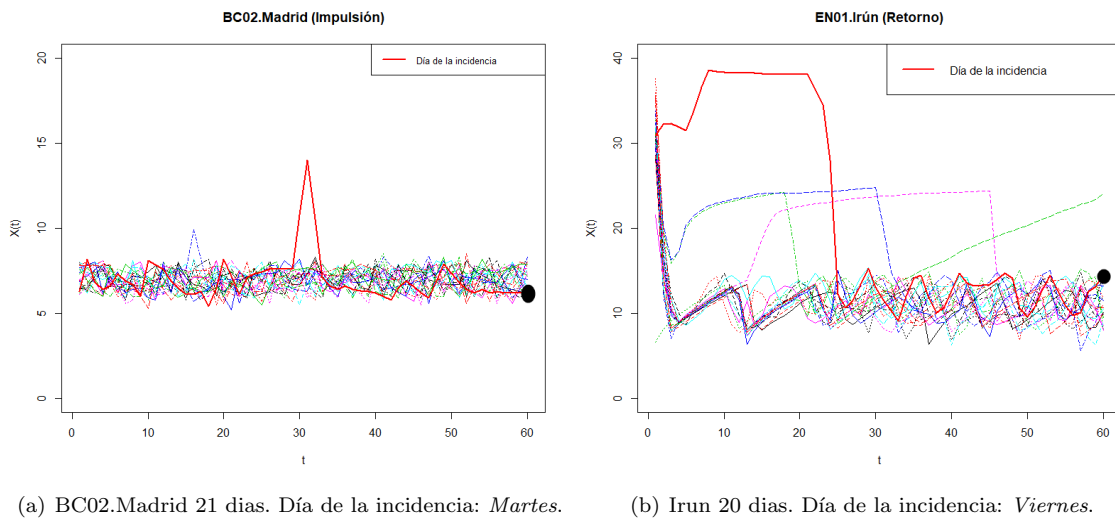 BC02.Madrid (Impulsión)
Día de la incidencia
X(t)
20
15
10
5
0
0 10 20 30 40 50 60
t
(a) BC02.Madrid 21 dias. Día de la incidencia: Martes.
EN01.Irún (Retorno)
Día de la incidencia
X(t)
40
30
20
10
0
0 10 20 30 40 50 60
t
(b) Irun 20 dias. Día de la incidencia: Viernes.